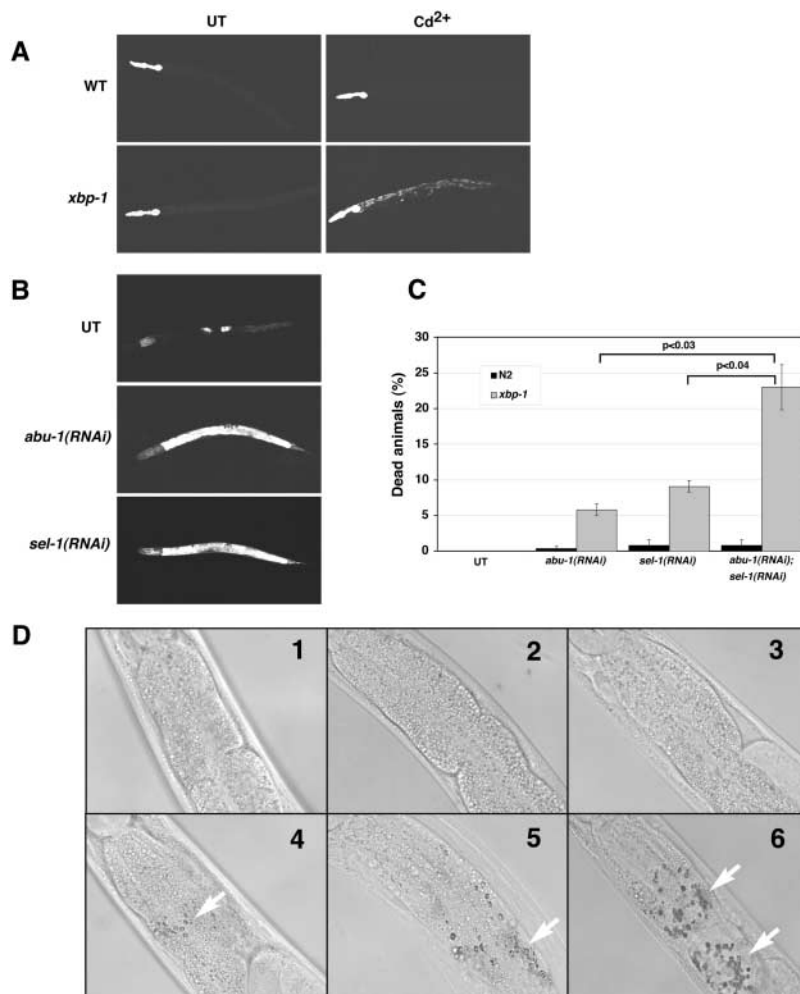 UT
Cd2+
A
WT
xbp-1
B
UT
abu-1(RNAi)
sel-1(RNAi)
C
30
25
20
15
10
5
0
Dead animals (%)
N2
xbp-1
p<0.03
p<0.04
UT
abu-1(RNAi)
sel-1(RNAi)
abu-1(RNAi);
sel-1(RNAi)
D
1
2
3
4
5
6